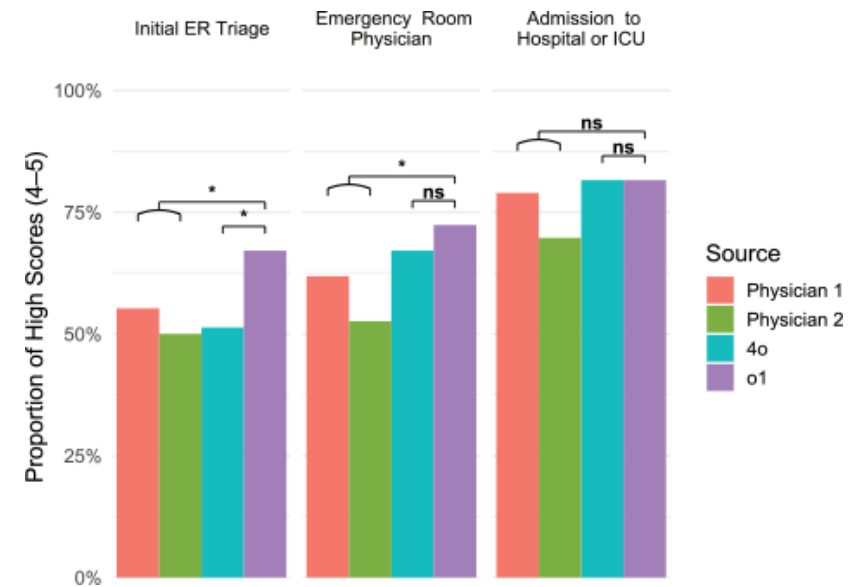 Initial ER Triage
Emergency Room
Physician
Admission to
Hospital or ICU
Proportion of High Scores (4–5)
100%
75%
50%
25%
0%
*
*
*
ns
ns
ns
Source
Physician 1
Physician 2
4o
o1